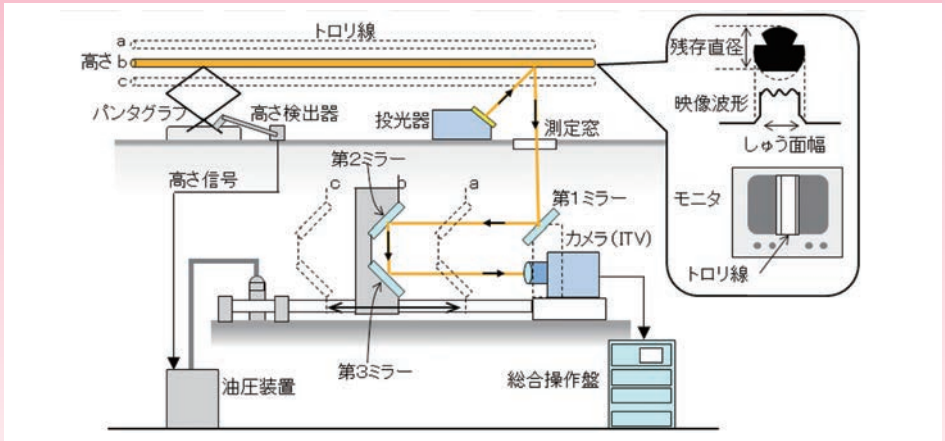 トロリ線
a
高さ b
c
パンタグラフ
高さ検出器
投光器
測定窓
高さ信号
第2ミラー
c
b
a
第1ミラー
カメラ(ITV)
第3ミラー
油圧装置
総合操作盤
残存直径
映像波形
しゅう面幅
モニタ
トロリ線